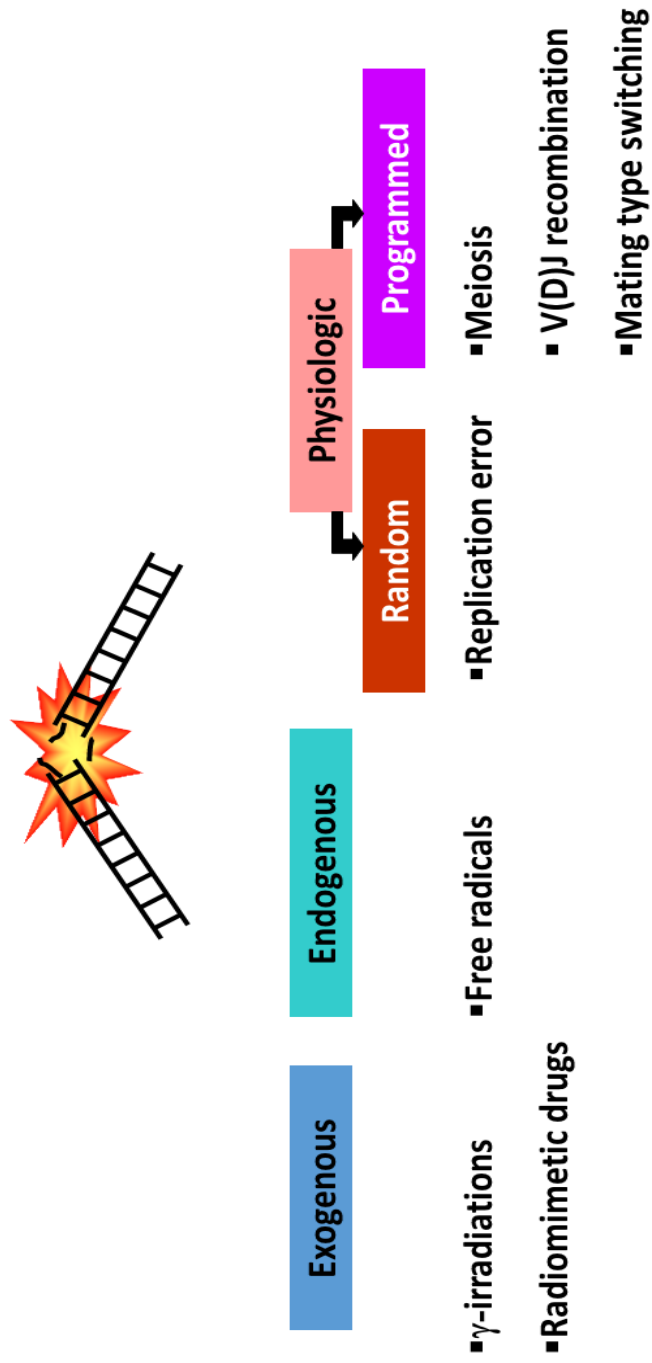 Exogenous
Endogenous
Physiologic
Random
Programmed
▪γ-irradiations
▪Radiomimetic drugs
▪Free radicals
▪Replication error
▪Meiosis
▪ V(D)J recombination
▪Mating type switching